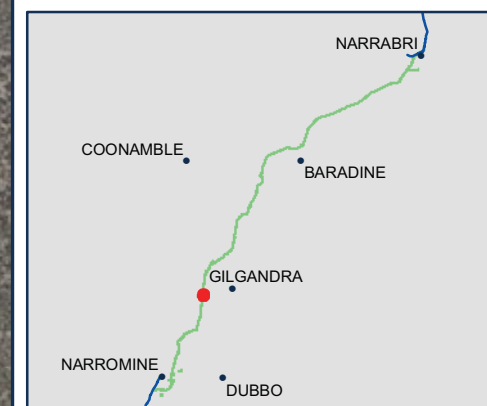 NARRABRI
COONAMBLE
BARADINE
GILGANDRA
NARROMINE
DUBBO